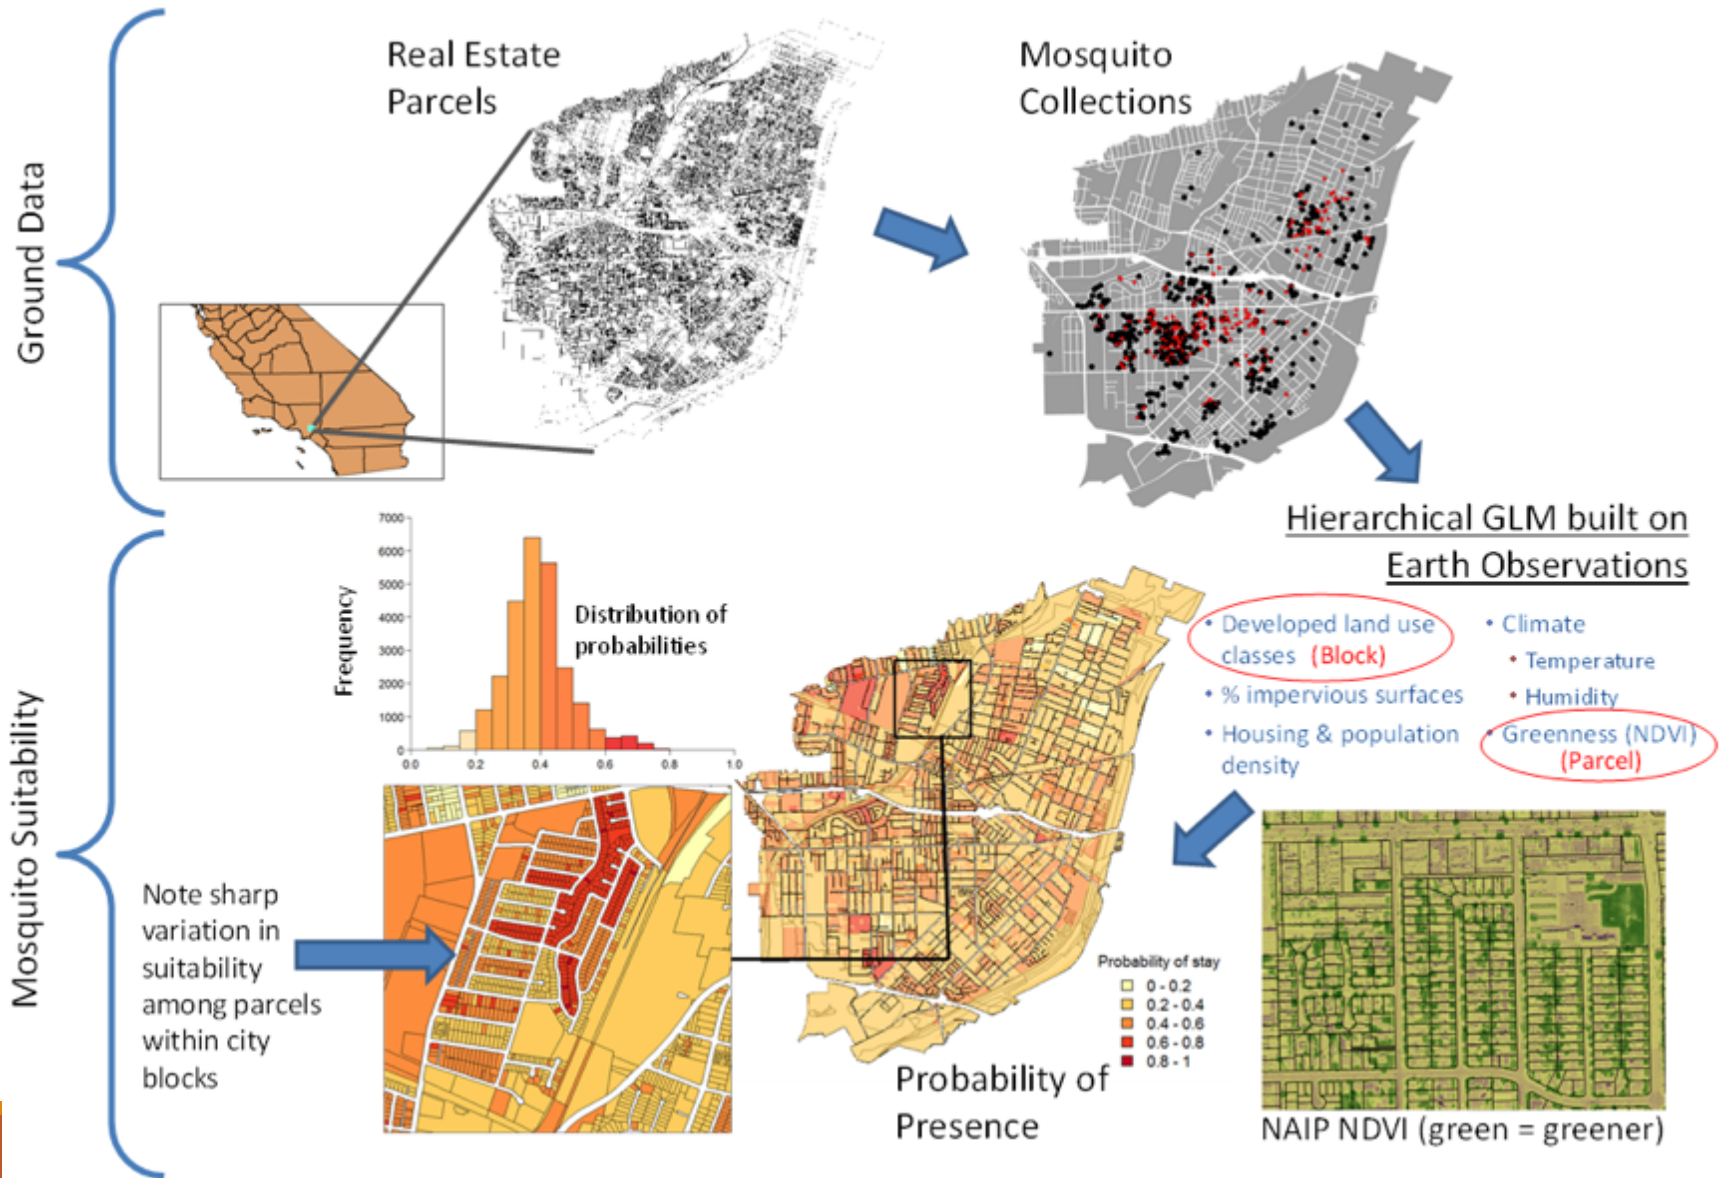 Ground Data
Real Estate
Parcels
Mosquito
Collections
Hierarchical GLM built on
Earth Observations
• Developed land use
classes (Block)
• % impervious surfaces
• Housing & population
density
• Climate
• Temperature
• Humidity
• Greenness (NDVI)
(Parcel)
Mosquito Suitability
7000
6000
5000
4000
3000
2000
1000
0
Frequency
0.0
0.2
0.4
0.6
0.8
1.0
Distribution of
probabilities
Note sharp
variation in
suitability
among parcels
within city
blocks
Probability of stay
0 - 0.2
0.2 - 0.4
0.4 - 0.6
0.6 - 0.8
0.8 - 1
Probability of
Presence
NAIP NDVI (green = greener)